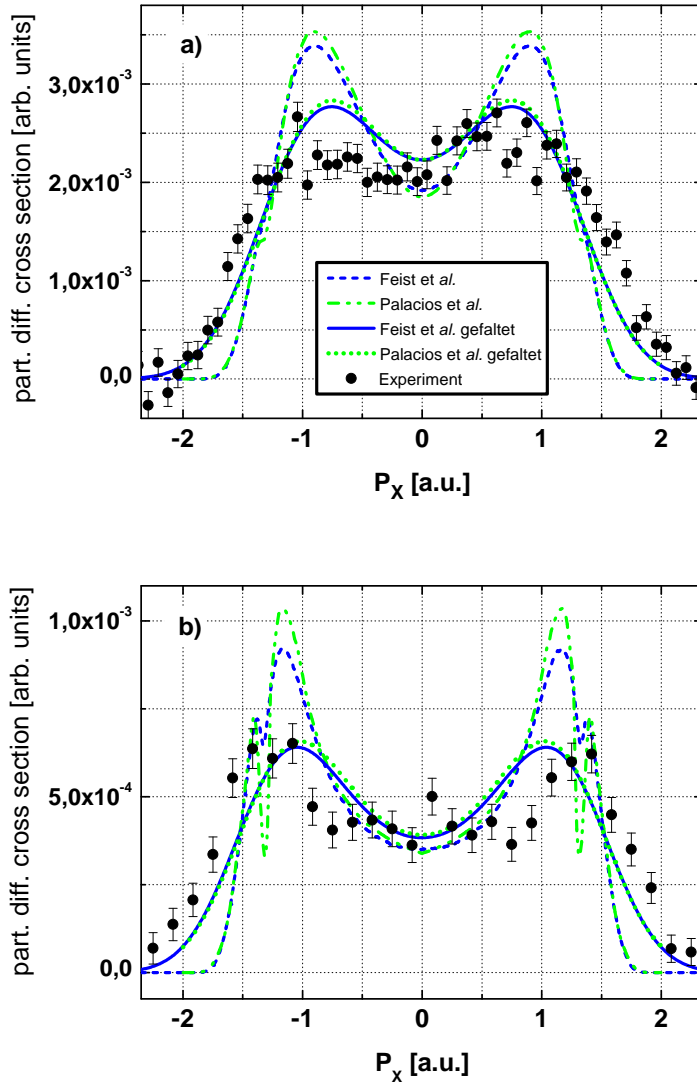 a)
part. diff. cross section [arb. units]
3,0x10⁻³
2,0x10⁻³
1,0x10⁻³
0,0
Feist et al.
Palacios et al.
Feist et al. gefaltet
Palacios et al. gefaltet
Experiment
-2 -1 0 1 2
P_X [a.u.]
b)
part. diff. cross section [arb. units]
1,0x10⁻³
5,0x10⁻⁴
0,0
-2 -1 0 1 2
P_X [a.u.]